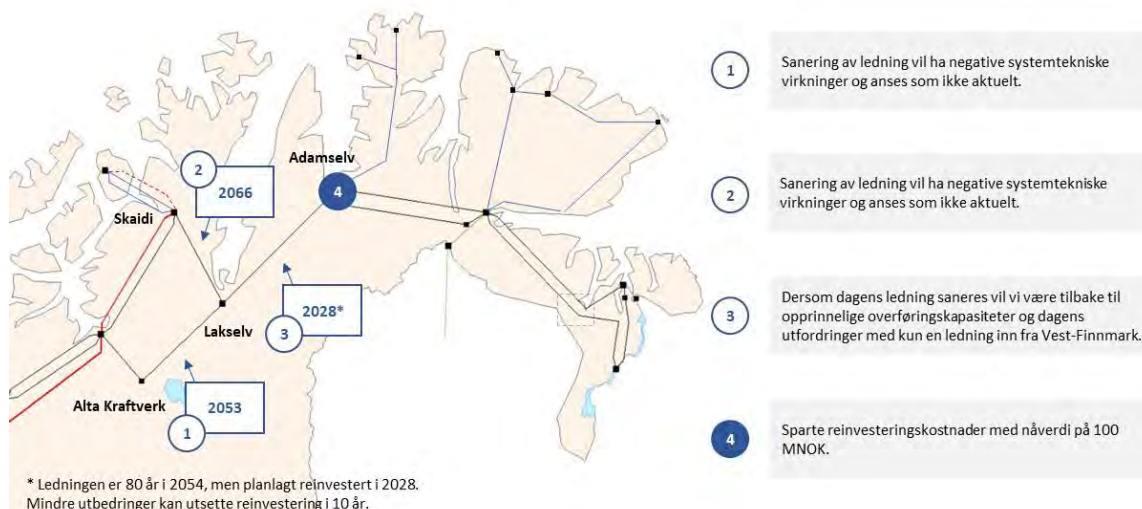 Adamselv
4
2
2066
Skaidi
2028*
3
Lakselv
Alta Kraftverk
2053
1
* Ledningen er 80 år i 2054, men planlagt reinvestert i 2028.
Mindre utbedringer kan utsette reinvestering i 10 år.
1
Sanering av ledning vil ha negative systemtekniske
virkninger og anses som ikke aktuelt.
2
Sanering av ledning vil ha negative systemtekniske
virkninger og anses som ikke aktuelt.
3
Dersom dagens ledning saneres vil vi være tilbake til
opprinnelige overføringskapasiteter og dagens
utfordringer med kun en ledning inn fra Vest-Finnmark.
4
Sparte reinvesteringskostnader med nåverdi på 100
MNOK.